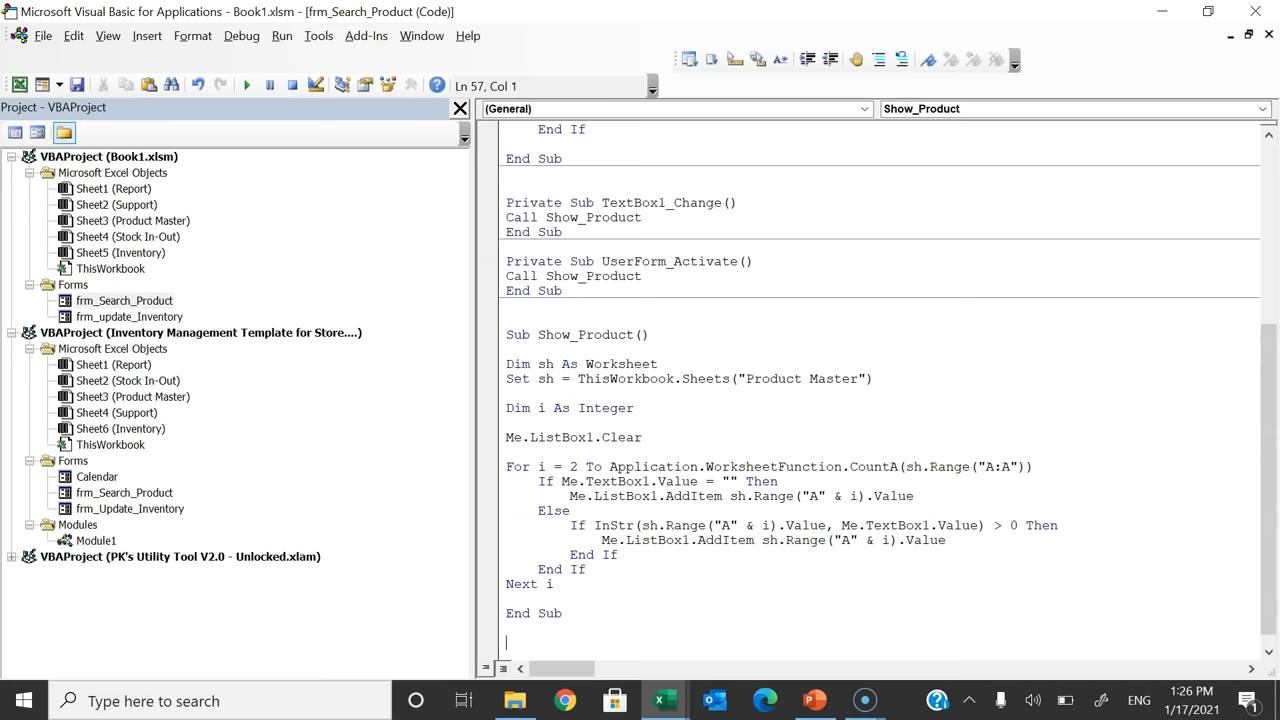 Microsoft Visual Basic for Applications - Book1.xlsm - [frm_Search_Product (Code)]
File Edit View Insert Format Debug Run Tools Add-Ins Window Help
Ln 57, Col 1
Project - VBAProject
(General) Show_Product
VBAProject (Book1.xlsm)
Microsoft Excel Objects
Sheet1 (Report)
Sheet2 (Support)
Sheet3 (Product Master)
Sheet4 (Stock In-Out)
Sheet5 (Inventory)
ThisWorkbook
Forms
frm_Search_Product
frm_update_Inventory
VBAProject (Inventory Management Template for Store....)
Microsoft Excel Objects
Sheet1 (Report)
Sheet2 (Stock In-Out)
Sheet3 (Product Master)
Sheet4 (Support)
Sheet6 (Inventory)
ThisWorkbook
Forms
Calendar
frm_Search_Product
frm_Update_Inventory
Modules
Module1
VBAProject (PK's Utility Tool V2.0 - Unlocked.xlam)
End If
End Sub
Private Sub TextBox1_Change()
Call Show_Product
End Sub
Private Sub UserForm_Activate()
Call Show_Product
End Sub
Sub Show_Product()
Dim sh As Worksheet
Set sh = ThisWorkbook.Sheets("Product Master")
Dim i As Integer
Me.ListBox1.Clear
For i = 2 To Application.WorksheetFunction.CountA(sh.Range("A:A"))
If Me.TextBox1.Value = "" Then
Me.ListBox1.AddItem sh.Range("A" & i).Value
Else
If InStr(sh.Range("A" & i).Value, Me.TextBox1.Value) > 0 Then
Me.ListBox1.AddItem sh.Range("A" & i).Value
End If
End If
Next i
End Sub
Type here to search
ENG
1:26 PM
1/17/2021
1